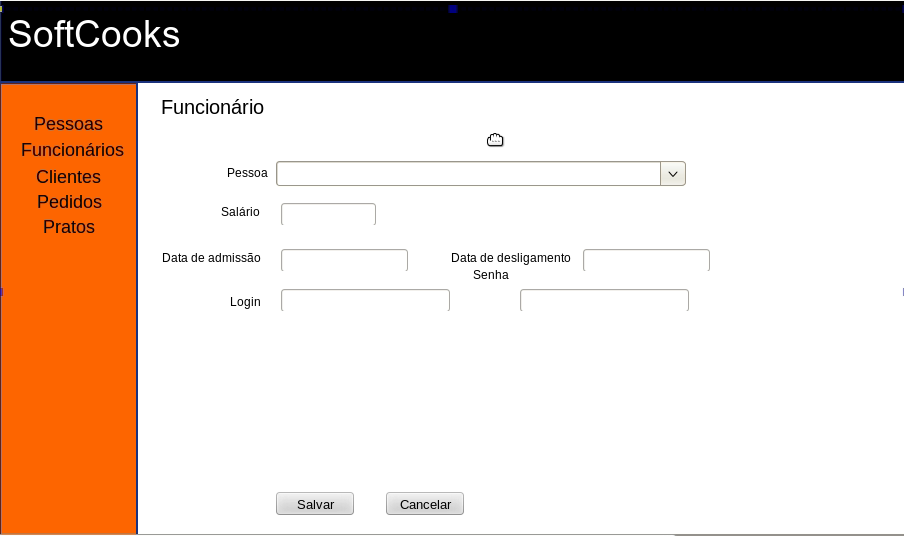 SoftCooks
Pessoas
Funcionários
Clientes
Pedidos
Pratos
Funcionário
Pessoa
Salário
Data de admissão
Data de desligamento
Senha
Login
Salvar
Cancelar